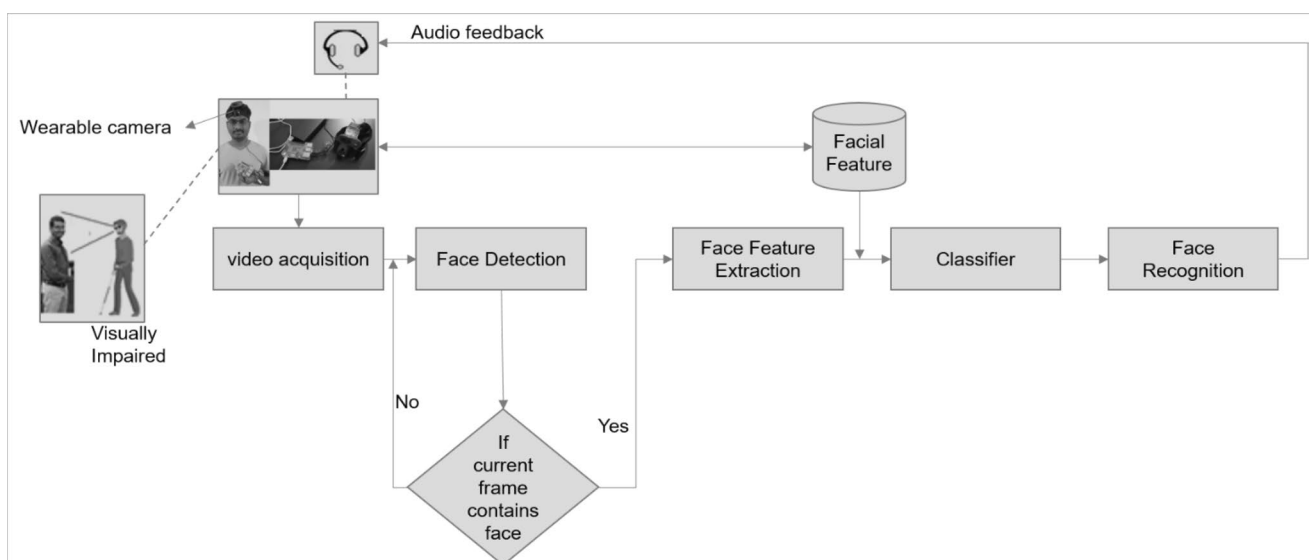 Audio feedback
Wearable camera
Facial
Feature
Visually
Impaired
video acquisition
Face Detection
Face Feature
Extraction
Classifier
Face
Recognition
No
Yes
If
current
frame
contains
face